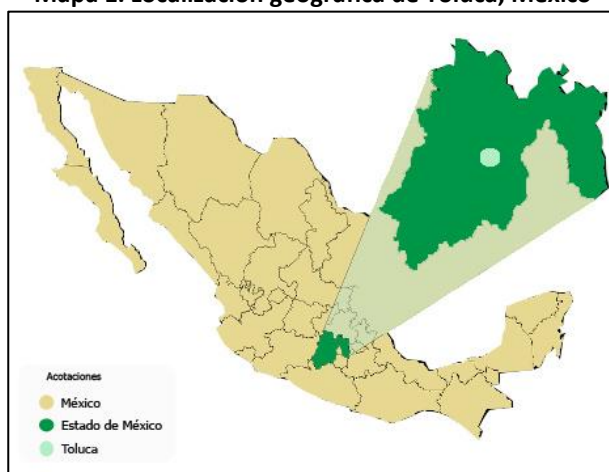 Mapa 1. Localización geográfica de Toluca, México
Acotaciones
México
Estado de México
Toluca